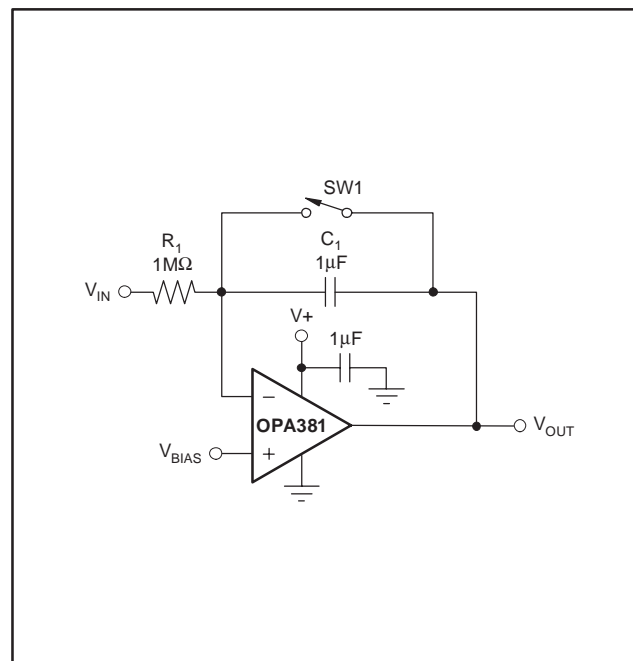 SW1
R1
1MΩ
C1
1μF
VIN
V+
1μF
−
OPA381
+
VBIAS
VOUT